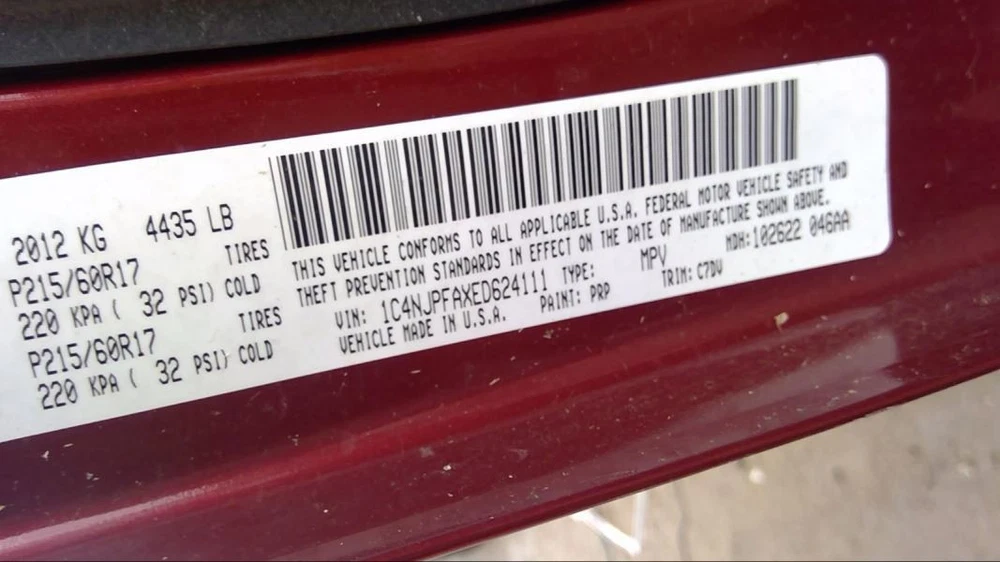 2012 KG 4435 LB
P215/60R17 TIRES
220 KPA ( 32 PSI) COLD
P215/60R17 TIRES
220 KPA ( 32 PSI) COLD
THIS VEHICLE CONFORMS TO ALL APPLICABLE U.S.A. FEDERAL MOTOR VEHICLE SAFETY AND
THEFT PREVENTION STANDARDS IN EFFECT ON THE DATE OF MANUFACTURE SHOWN ABOVE.
VIN: 1C4NJPFAXED624111 TYPE: MPV MDH:102622 046AA
VEHICLE MADE IN U.S.A. PAINT: PRP TRIM: C7DV